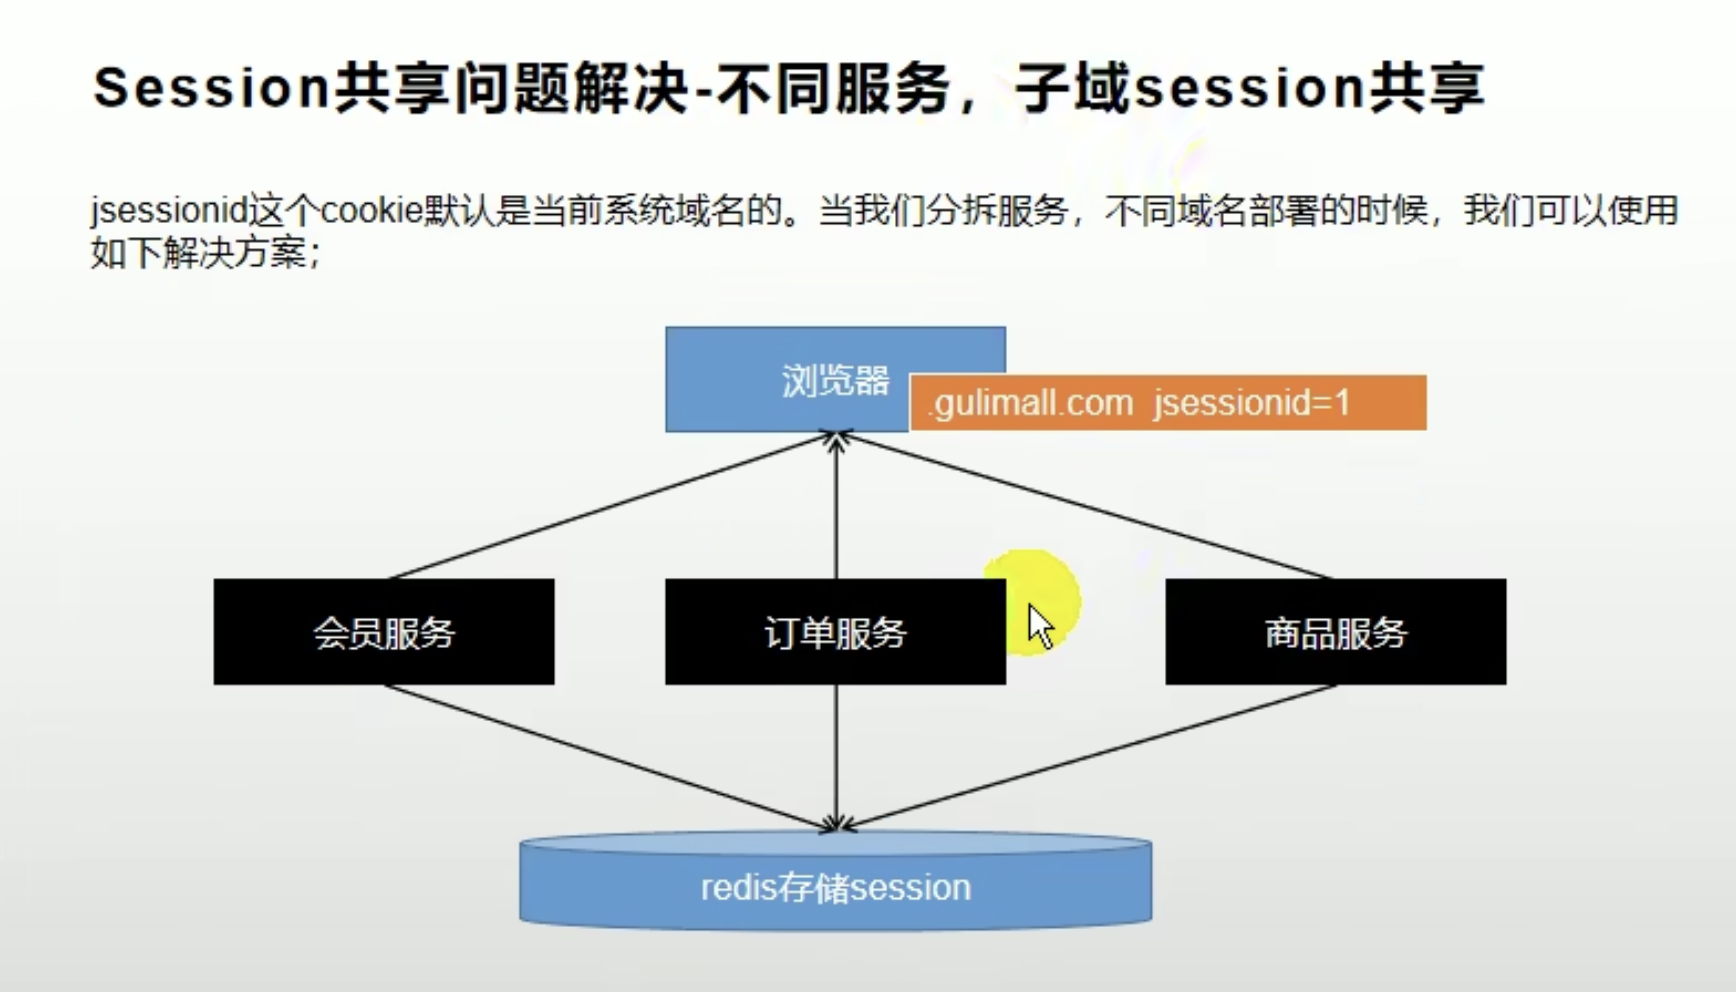 Session共享问题解决-不同服务，子域session共享
jsessionid这个cookie默认是当前系统域名的。当我们分拆服务，不同域名部署的时候，我们可以使用
如下解决方案；
浏览器
.gulimall.com jsessionid=1
会员服务
订单服务
商品服务
redis存储session